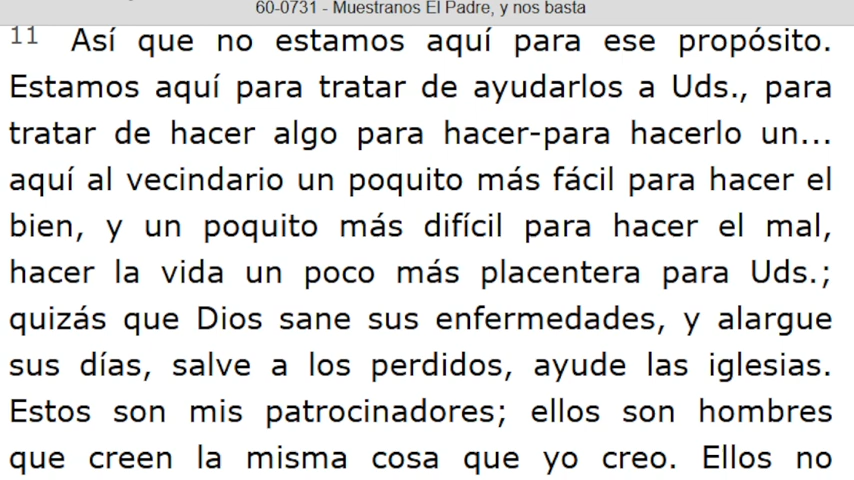 60-0731 - Muestranos El Padre, y nos basta
11 Así que no estamos aquí para ese propósito.
Estamos aquí para tratar de ayudarlos a Uds., para
tratar de hacer algo para hacer-para hacerlo un...
aquí al vecindario un poquito más fácil para hacer el
bien, y un poquito más difícil para hacer el mal,
hacer la vida un poco más placentera para Uds.;
quizás que Dios sane sus enfermedades, y alargue
sus días, salve a los perdidos, ayude las iglesias.
Estos son mis patrocinadores; ellos son hombres
que creen la misma cosa que yo creo. Ellos no